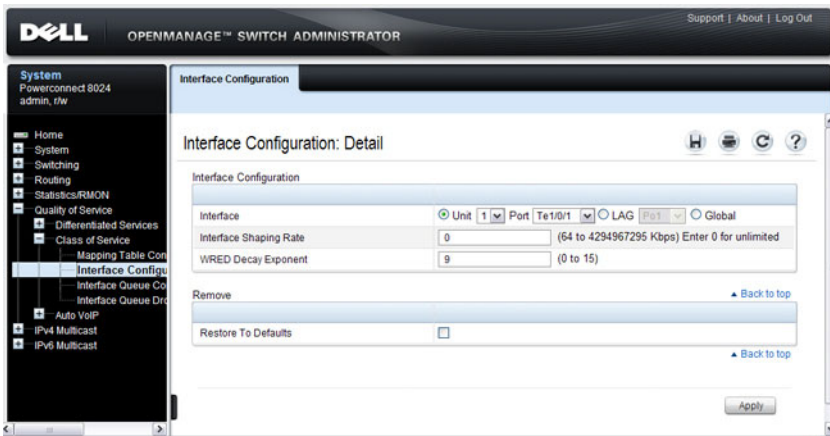 Support | About | Log Out
DELL
OPENMANAGE™ SWITCH ADMINISTRATOR
System
Powerconnect 8024
admin, r/w
Interface Configuration
Home
System
Switching
Routing
Statistics/RMON
Quality of Service
Differentiated Services
Class of Service
Mapping Table Con
Interface Configu
Interface Queue Co
Interface Queue Dro
Auto VoIP
IPv4 Multicast
IPv6 Multicast
Interface Configuration: Detail
Interface Configuration
Interface Unit 1 Port Te1/0/1 LAG Po1 Global
Interface Shaping Rate 0 (64 to 4294967295 Kbps) Enter 0 for unlimited
WRED Decay Exponent 9 (0 to 15)
Remove Back to top
Restore To Defaults
Back to top
Apply